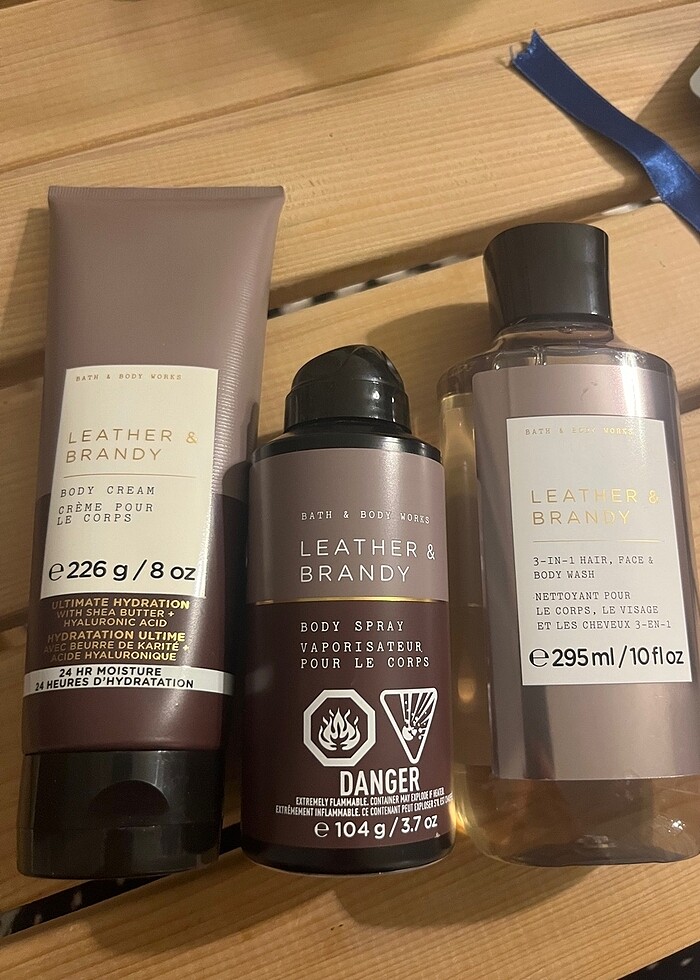 BATH & BODY WORKS
LEATHER &
BRANDY
BODY CREAM
CRÈME POUR
LE CORPS
e 226 g / 8 oz
ULTIMATE HYDRATION
WITH SHEA BUTTER +
HYALURONIC ACID
HYDRATATION ULTIME
AVEC BEURRE DE KARITÉ +
ACIDE HYALURONIQUE
24 HR MOISTURE
24 HEURES D'HYDRATATION
BATH & BODY WORKS
LEATHER &
BRANDY
BODY SPRAY
VAPORISATEUR
POUR LE CORPS
DANGER
EXTREMELY FLAMMABLE. CONTAINER MAY EXPLODE IF HEATED.
EXTRÊMEMENT INFLAMMABLE. CE CONTENANT PEUT EXPLOSER S'IL EST
e 104 g / 3.7 oz
BATH & BODY WORKS
LEATHER &
BRANDY
3-IN-1 HAIR, FACE &
BODY WASH
NETTOYANT POUR
LE CORPS, LE VISAGE
ET LES CHEVEUX 3-EN-1
e 295 ml / 10 fl oz